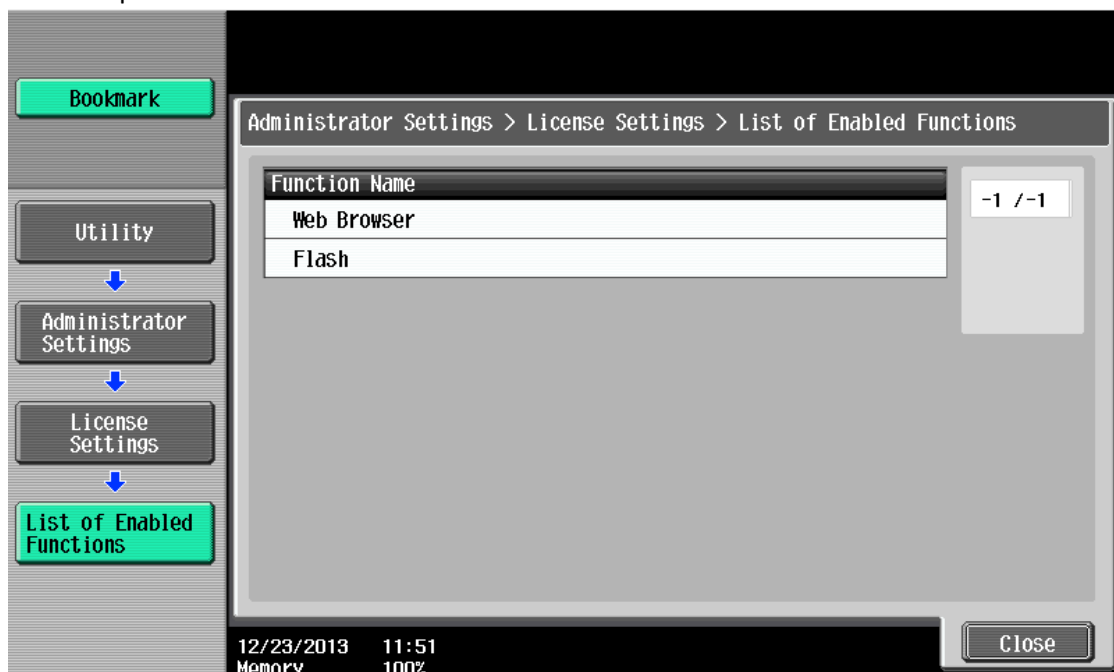 Bookmark
Administrator Settings > License Settings > List of Enabled Functions
Function Name
-1 /-1
Web Browser
Flash
Utility
Administrator
Settings
License
Settings
List of Enabled
Functions
12/23/2013 11:51
Memory 100%
Close